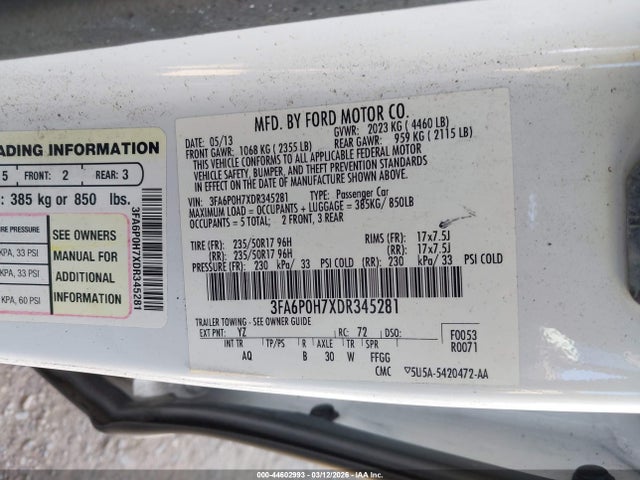 ADING INFORMATION
5 FRONT: 2 REAR: 3
: 385 kg or 850 lbs.
E PRESSURE
SEE OWNERS
KPA, 33 PSI
MANUAL FOR
KPA, 33 PSI
ADDITIONAL
KPA, 60 PSI
INFORMATION
3FA6P0H7XDR345281
MFD. BY FORD MOTOR CO.
DATE: 05/13 GVWR: 2023 KG ( 4460 LB)
FRONT GAWR: 1068 KG ( 2355 LB) REAR GAWR: 959 KG ( 2115 LB)
THIS VEHICLE CONFORMS TO ALL APPLICABLE FEDERAL MOTOR
VEHICLE SAFETY, BUMPER, AND THEFT PREVENTION STANDARDS
IN EFFECT ON THE DATE OF MANUFACTURE SHOWN ABOVE.
VIN: 3FA6P0H7XDR345281 TYPE: Passenger Car
MAXIMUM LOAD = OCCUPANTS + LUGGAGE = 385KG/ 850LB
OCCUPANTS = 5 TOTAL; 2 FRONT, 3 REAR
TIRE (FR): 235/50R17 96H RIMS (FR): 17x7.5J
(RR): 235/50R17 96H (RR): 17x7.5J
PRESSURE (FR): 230 kPa/ 33 PSI COLD (RR): 230 kPa/ 33 PSI COLD
3FA6P0H7XDR345281
TRAILER TOWING - SEE OWNER GUIDE
EXT PNT: YZ RC: 72 DSO: F0053
INT TR TP/PS R AXLE TR SPR R0071
AQ B 30 W FFGG
CMC ▽5U5A-5420472-AA
000-44602993 - 03/12/2026 - IAAI.COM